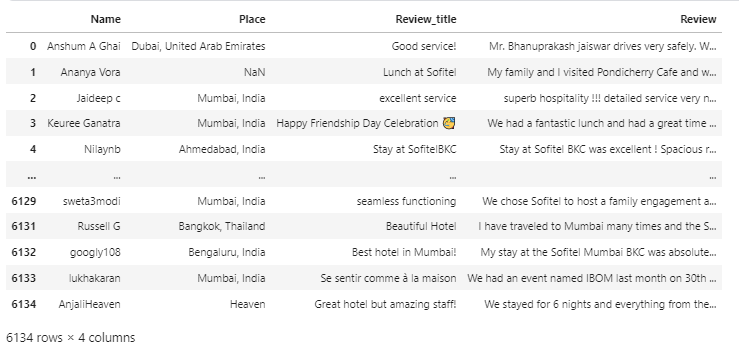 Name Place Review_title Review
0 Anshum A Ghai Dubai, United Arab Emirates Good service! Mr. Bhanuprakash jaiswar drives very safely. W...
1 Ananya Vora NaN Lunch at Sofitel My family and I visited Pondicherry Cafe and w...
2 Jaideep c Mumbai, India excellent service superb hospitality !!! detailed service very n...
3 Keuree Ganatra Mumbai, India Happy Friendship Day Celebration 🥳 We had a fantastic lunch and had a great time ...
4 Nilaynb Ahmedabad, India Stay at SofitelBKC Stay at Sofitel BKC was excellent ! Spacious r...
... ... ... ... ...
6129 sweta3modi Mumbai, India seamless functioning We chose Sofitel to host a family engagement a...
6131 Russell G Bangkok, Thailand Beautiful Hotel I have traveled to Mumbai many times and the S...
6132 googly108 Bengaluru, India Best hotel in Mumbai! My stay at the Sofitel Mumbai BKC was absolute...
6133 lukhakaran Mumbai, India Se sentir comme à la maison We had an event named IBOM last month on 30th ...
6134 AnjaliHeaven Heaven Great hotel but amazing staff! We stayed for 6 nights and everything from the...
6134 rows × 4 columns